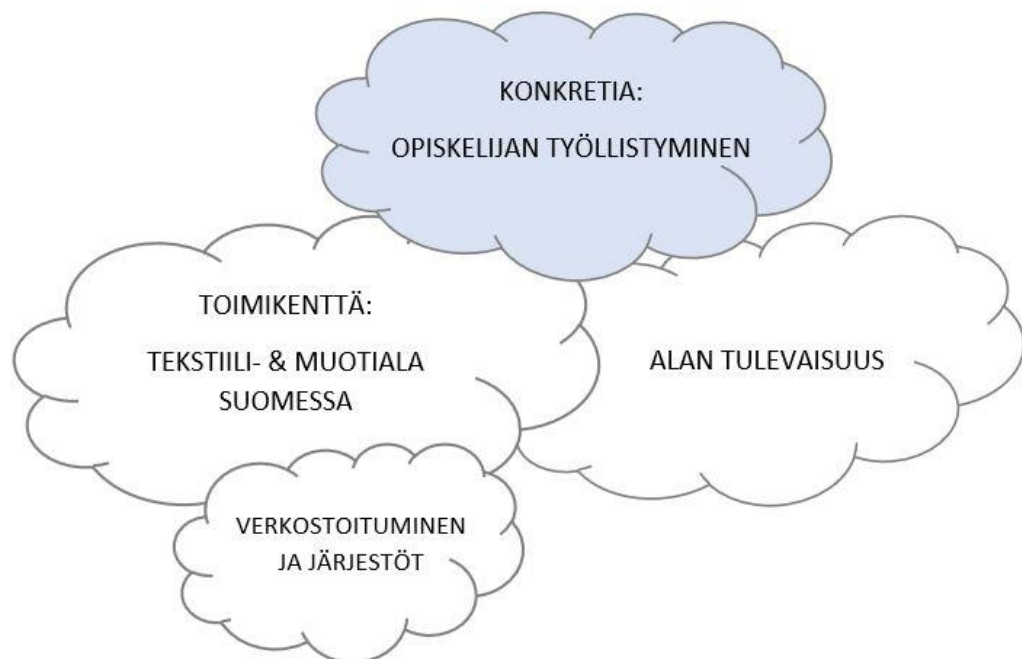 KONKRETIA:
OPISKELIJAN TYÖLLISTYMINEN
TOIMIKENTTÄ:
TEKSTIILI- & MUOTIALA
SUOMESSA
ALAN TULEVAISUUS
VERKOSTOITUMINEN
JA JÄRJESTÖT